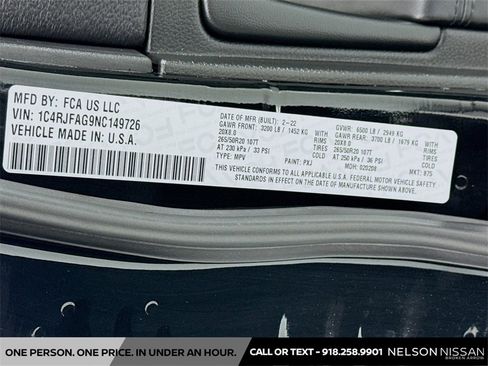 MFD BY: FCA US LLC
VIN: 1C4RJFAG9NC149726
VEHICLE MADE IN U.S.A.
DATE OF MFR (BUILT): 2-22
GAWR FRONT: 3200 LB / 1452 KG
20X8.0 RIMS
265/50R20 107T TIRES
AT 230 kPa / 33 PSI COLD
TYPE: MPV
PAINT: PXJ
GVWR: 6500 LB / 2949 KG
GAWR REAR: 3700 LB / 1679 KG
20X8.0 RIMS
265/50R20 107T TIRES
AT 250 kPa / 36 PSI COLD
MDH: 020208
MKT: 875
THIS VEHICLE CONFORMS TO ALL APPLICABLE U.S.A. FEDERAL MOTOR VEHICLE SAFETY
STANDARDS IN EFFECT ON THE DATE OF MANUFACTURE SHOWN ABOVE.
ONE PERSON. ONE PRICE. IN UNDER AN HOUR.
CALL OR TEXT - 918.258.9901
NELSON NISSAN
BROKEN ARROW